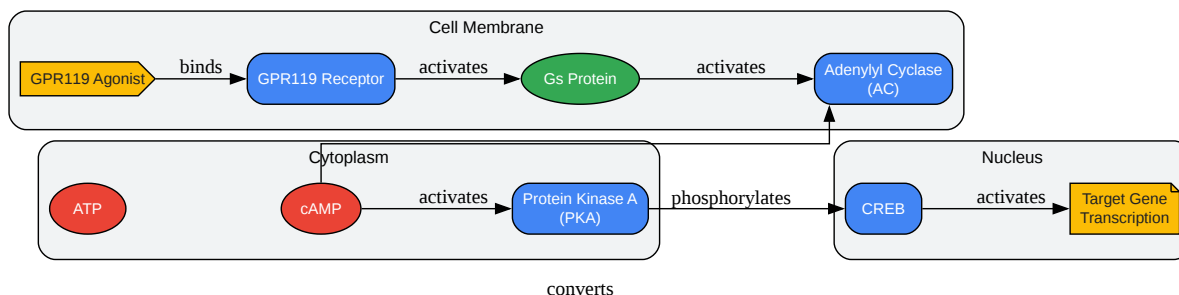 Cell Membrane
GPR119 Agonist
binds
GPR119 Receptor
activates
Gs Protein
activates
Adenylyl Cyclase
(AC)
Cytoplasm
ATP
cAMP
activates
Protein Kinase A
(PKA)
phosphorylates
Nucleus
CREB
activates
Target Gene
Transcription
converts